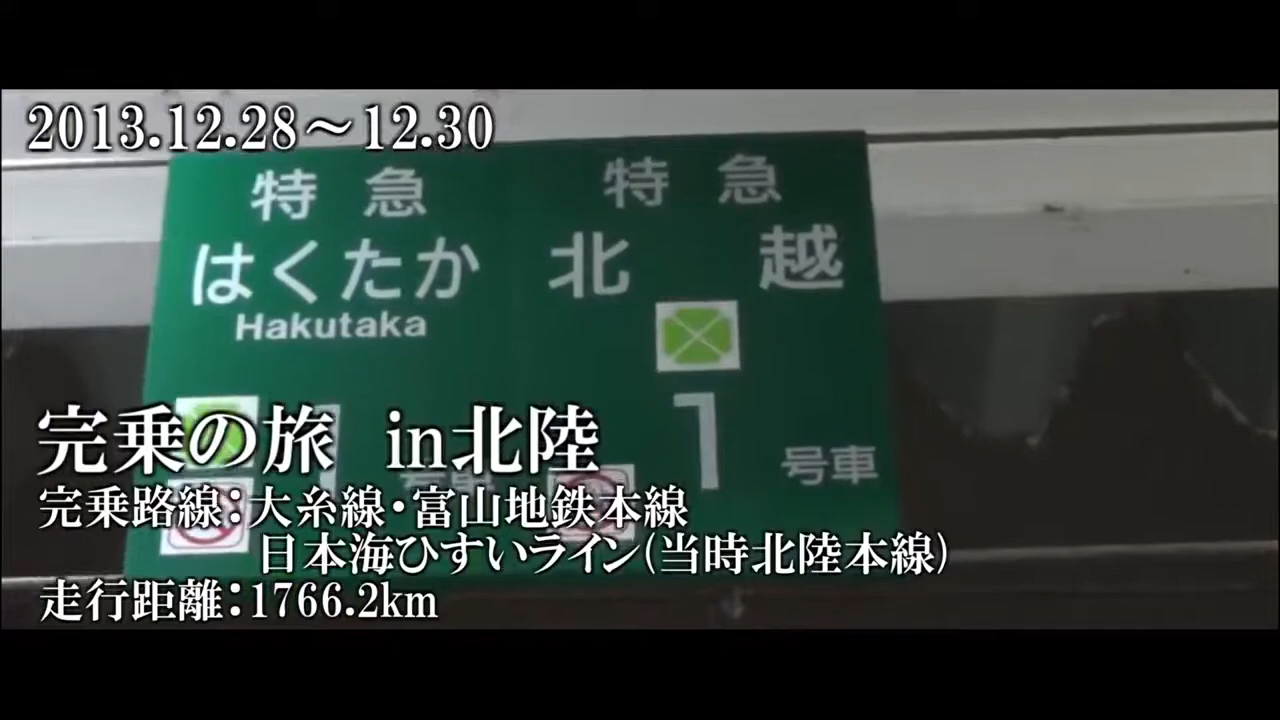 2013.12.28～12.30
特急 特急
はくたか 北越
Hakutaka
1 1号車
完乗の旅 in北陸
完乗路線：大糸線・富山地鉄本線
日本海ひすいライン(当時北陸本線)
走行距離：1766.2km